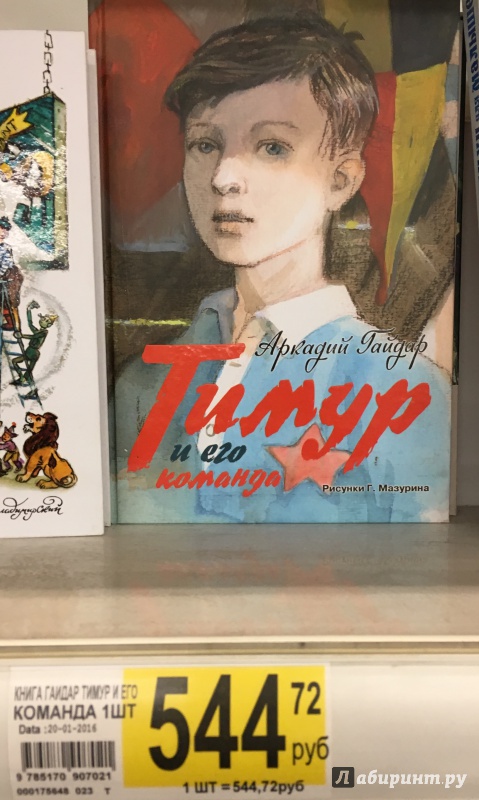 Аркадий Гайдар
Тимур
и его
команда
Рисунки Г. Мазурина
КНИГА ГАЙДАР ТИМУР И ЕГО
КОМАНДА 1ШТ
Data :20-01-2016
544 72
руб
9 785170 907021
000175648 023 T
1 ШТ = 544,72руб
Лабиринт.ру